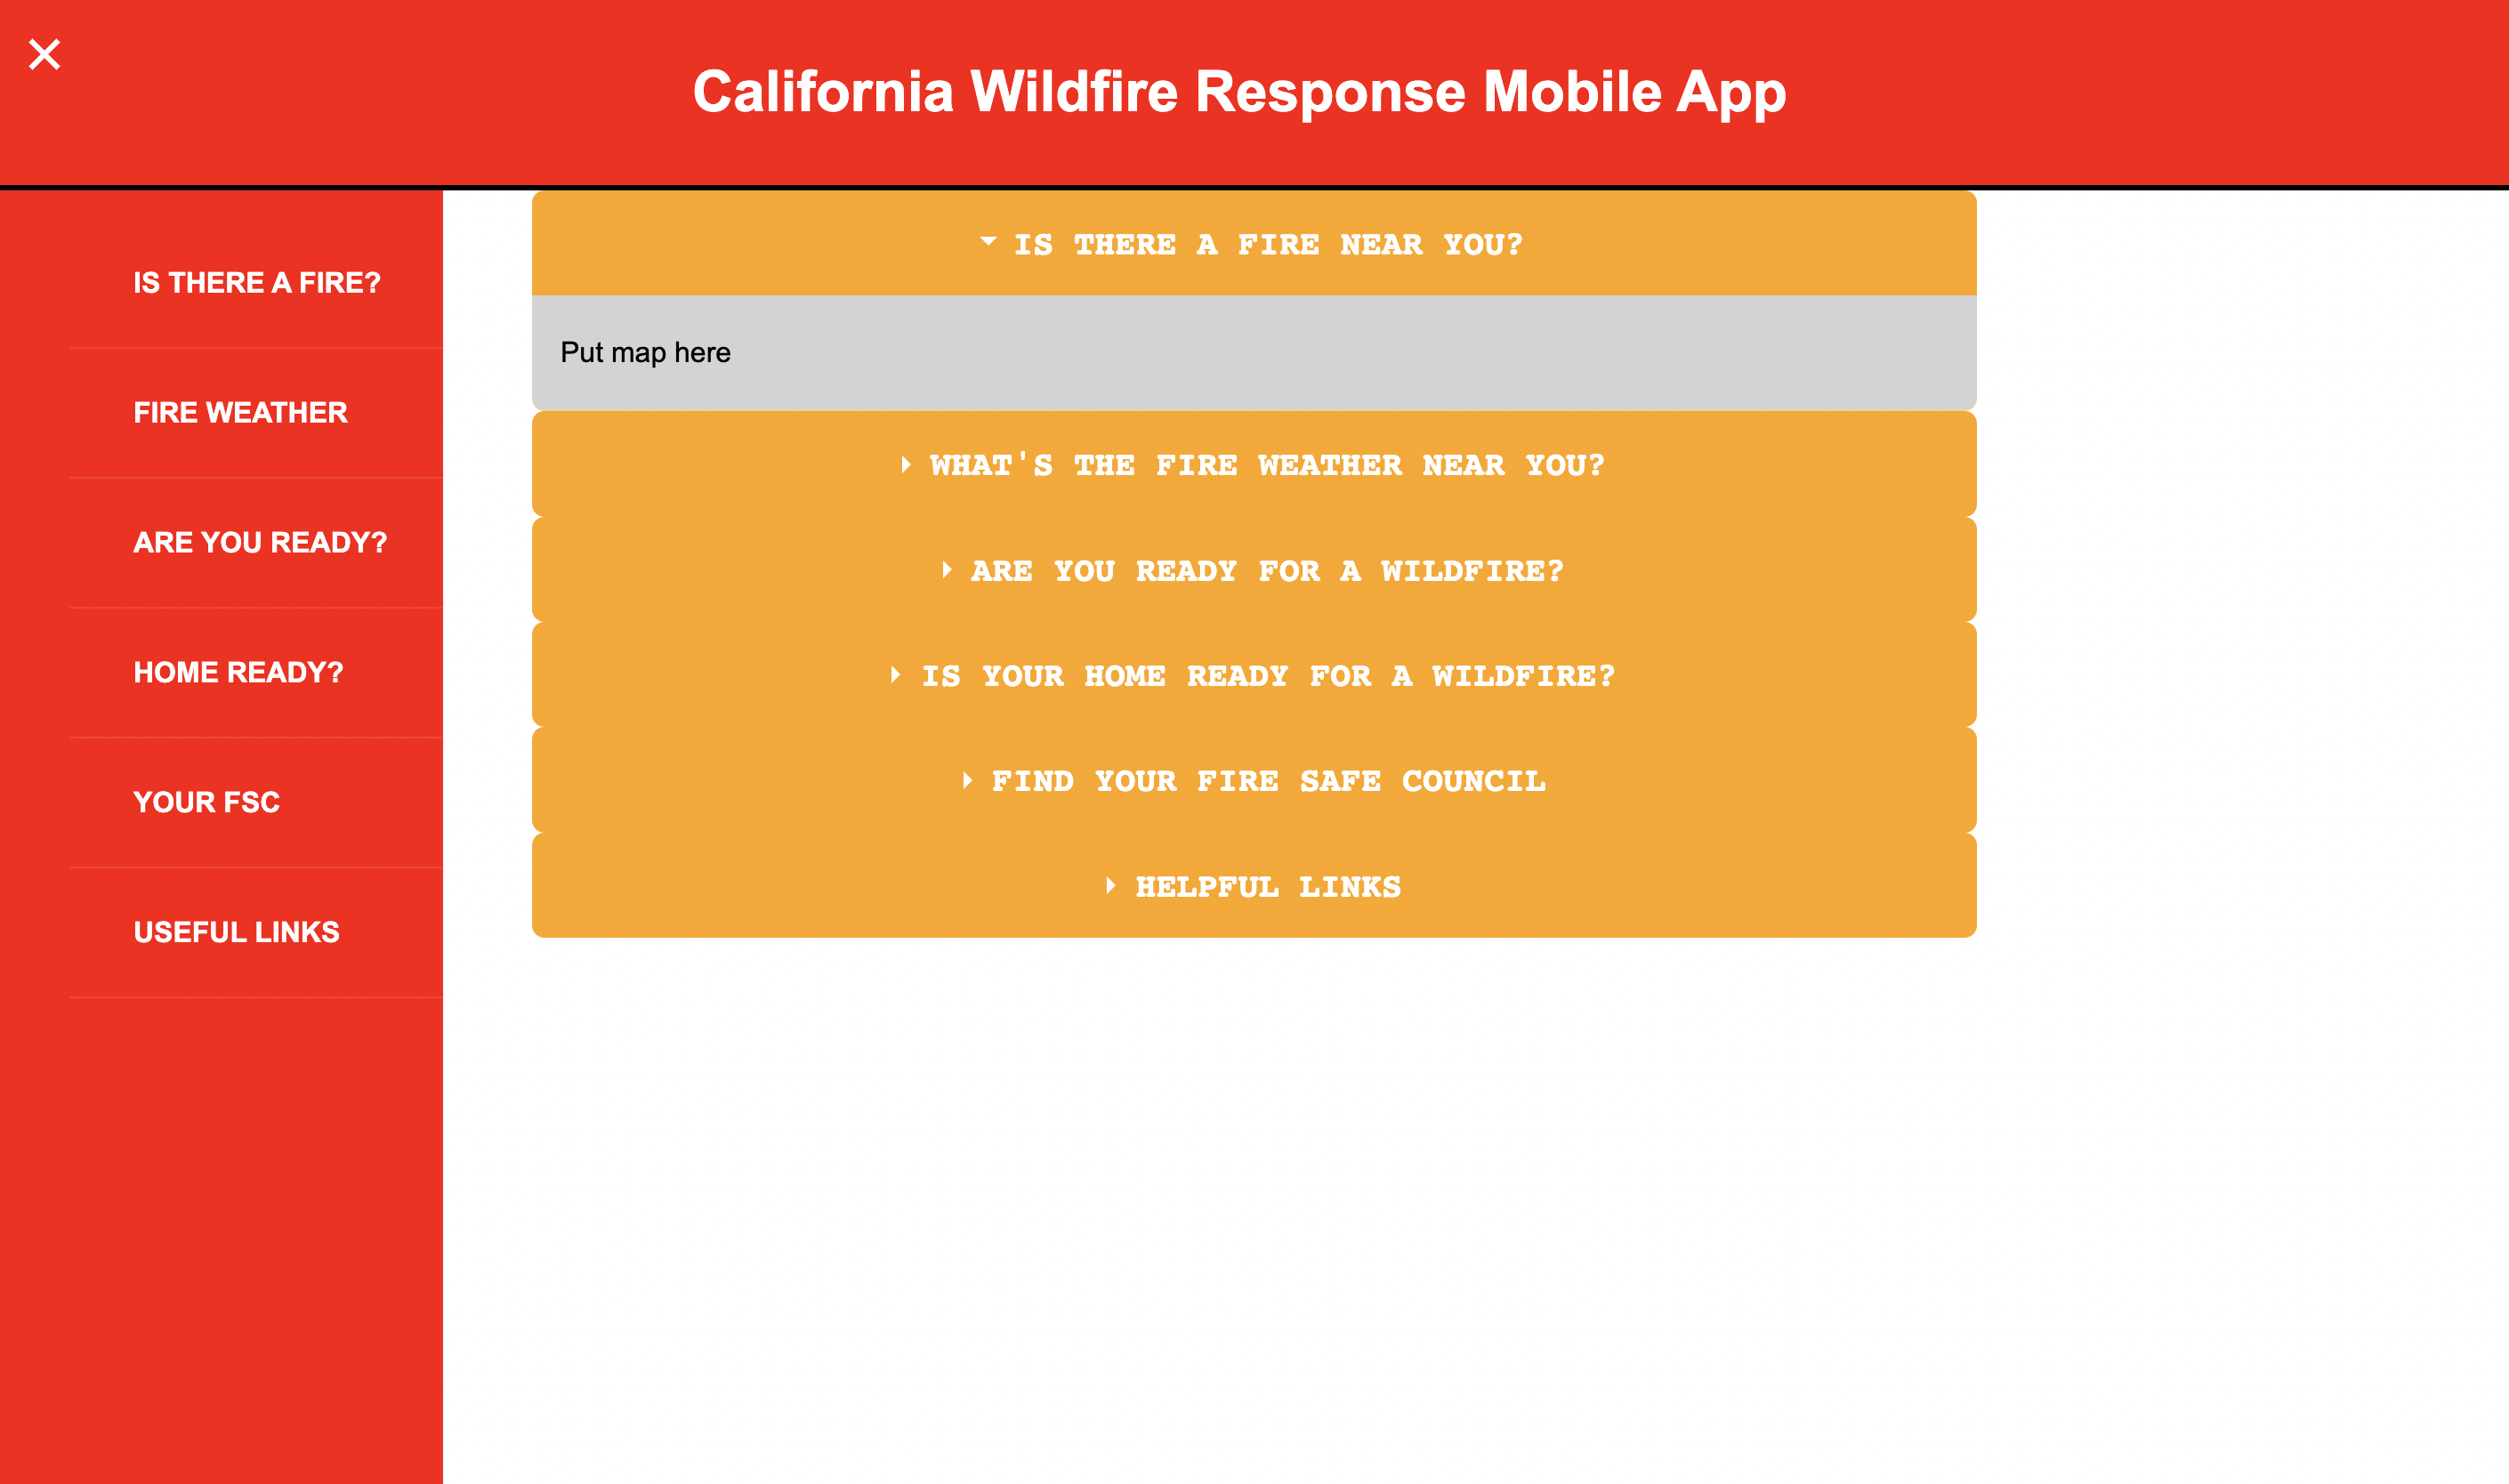 California Wildfire Response Mobile App
IS THERE A FIRE?
FIRE WEATHER
ARE YOU READY?
HOME READY?
YOUR FSC
USEFUL LINKS
IS THERE A FIRE NEAR YOU?
Put map here
WHAT'S THE FIRE WEATHER NEAR YOU?
ARE YOU READY FOR A WILDFIRE?
IS YOUR HOME READY FOR A WILDFIRE?
FIND YOUR FIRE SAFE COUNCIL
HELPFUL LINKS